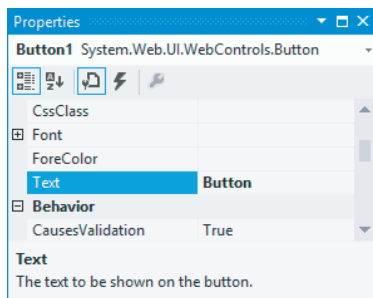 Properties
Button1 System.Web.UI.WebControls.Button
CssClass
Font
ForeColor
Text Button
Behavior
CausesValidation True
Text
The text to be shown on the button.